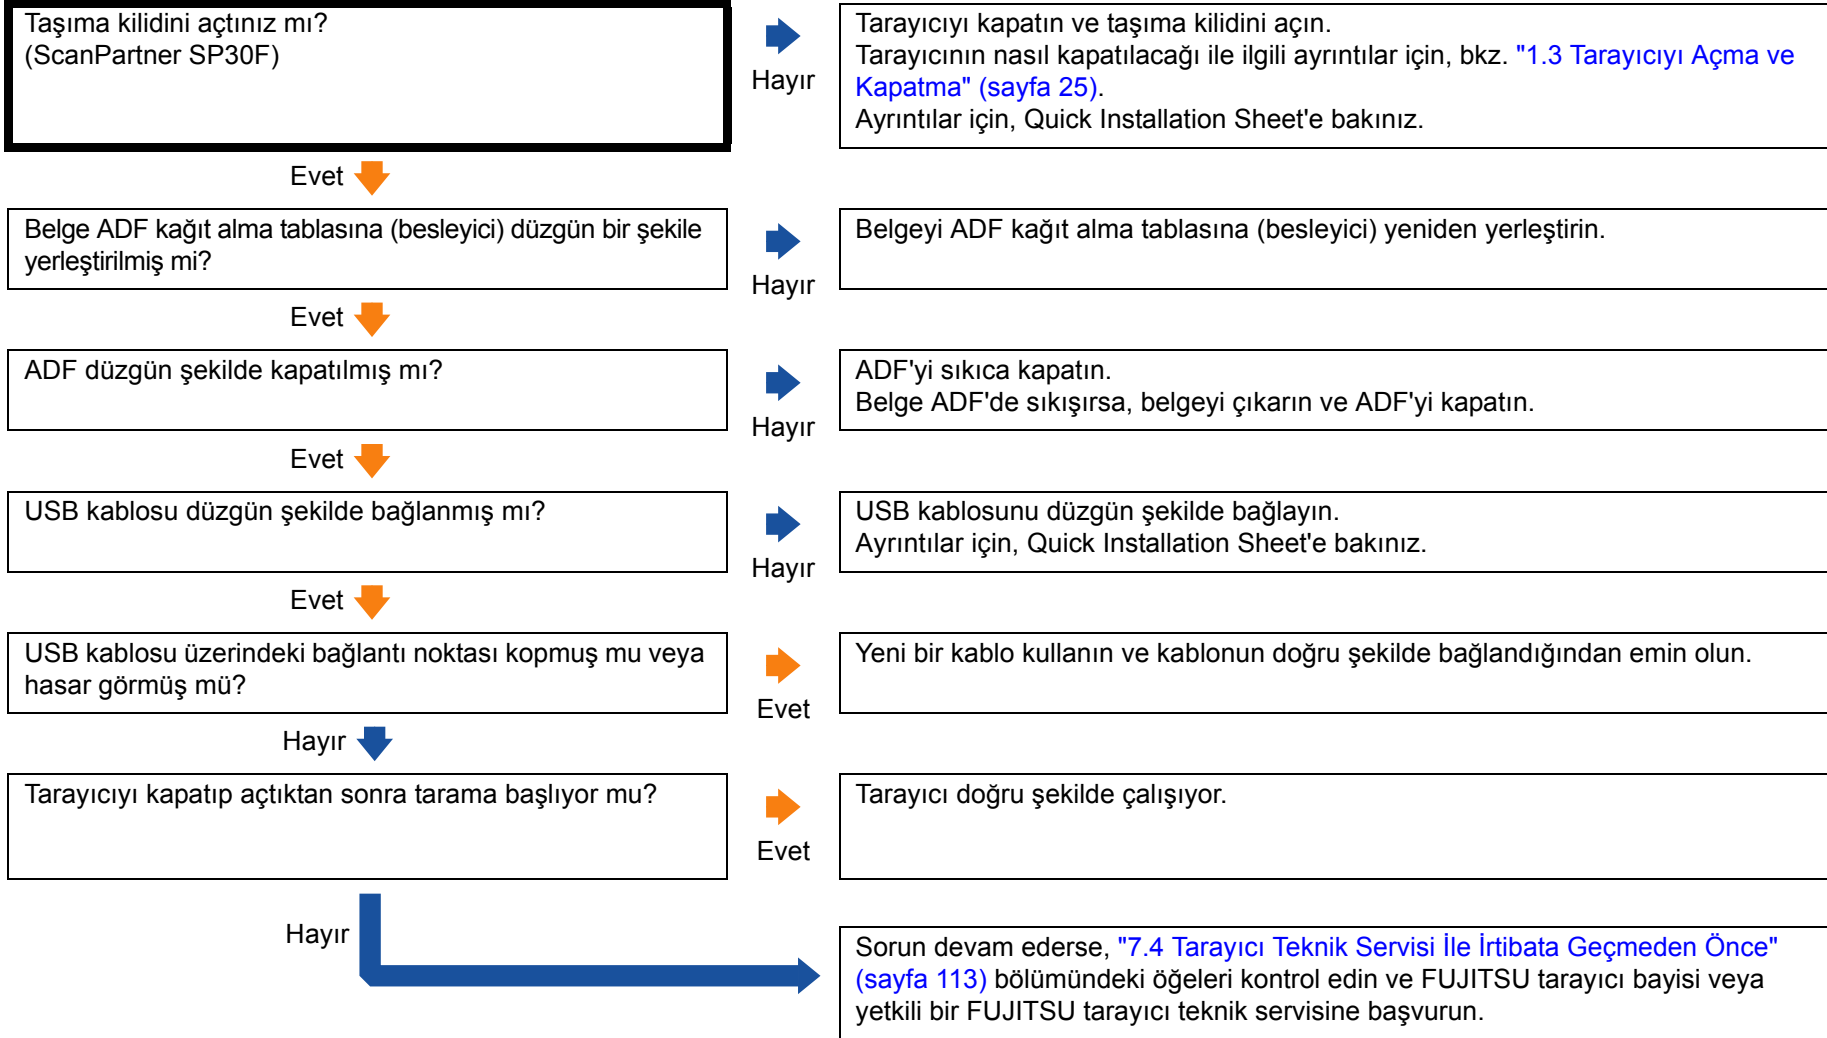 Taşıma kilidini açtınız mı?
(ScanPartner SP30F)
Hayır
Tarayıcıyı kapatın ve taşıma kilidini açın.
Tarayıcının nasıl kapatılacağı ile ilgili ayrıntılar için, bkz. "1.3 Tarayıcıyı Açma ve
Kapatma" (sayfa 25).
Ayrıntılar için, Quick Installation Sheet'e bakınız.
Evet
Belge ADF kağıt alma tablasına (besleyici) düzgün bir şekile
yerleştirilmiş mi?
Hayır
Belgeyi ADF kağıt alma tablasına (besleyici) yeniden yerleştirin.
Evet
ADF düzgün şekilde kapatılmış mı?
Hayır
ADF'yi sıkıca kapatın.
Belge ADF'de sıkışırsa, belgeyi çıkarın ve ADF'yi kapatın.
Evet
USB kablosu düzgün şekilde bağlanmış mı?
Hayır
USB kablosunu düzgün şekilde bağlayın.
Ayrıntılar için, Quick Installation Sheet'e bakınız.
Evet
USB kablosu üzerindeki bağlantı noktası kopmuş mu veya
hasar görmüş mü?
Evet
Yeni bir kablo kullanın ve kablonun doğru şekilde bağlandığından emin olun.
Hayır
Tarayıcıyı kapatıp açtıktan sonra tarama başlıyor mu?
Evet
Tarayıcı doğru şekilde çalışıyor.
Hayır
Sorun devam ederse, "7.4 Tarayıcı Teknik Servisi İle İrtibata Geçmeden Önce"
(sayfa 113) bölümündeki öğeleri kontrol edin ve FUJITSU tarayıcı bayisi veya
yetkili bir FUJITSU tarayıcı teknik servisine başvurun.